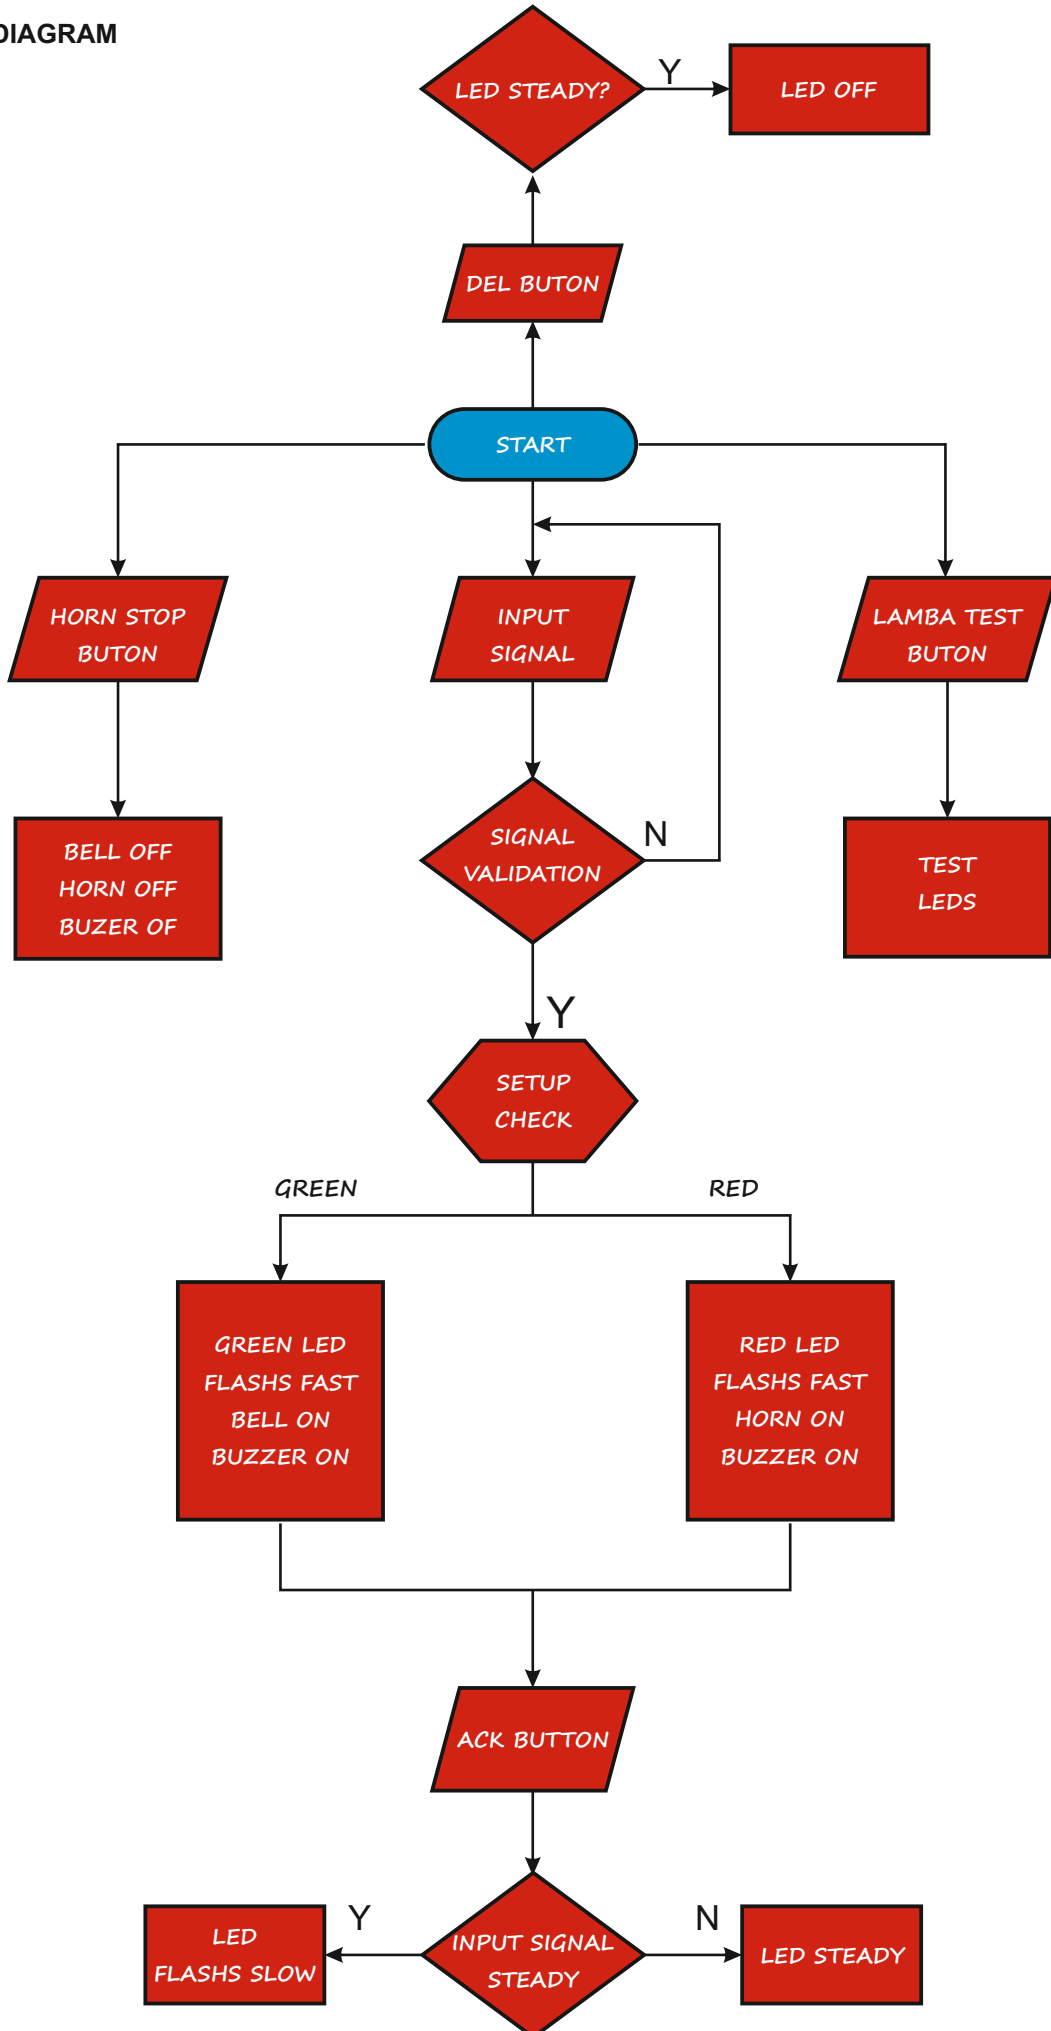 DIAGRAM
LED STEADY?
Y
LED OFF
DEL BUTON
START
HORN STOP
BUTON
INPUT
SIGNAL
LAMBA TEST
BUTON
BELL OFF
HORN OFF
BUZER OF
SIGNAL
VALIDATION
N
TEST
LEDS
Y
SETUP
CHECK
GREEN
RED
GREEN LED
FLASHS FAST
BELL ON
BUZZER ON
RED LED
FLASHS FAST
HORN ON
BUZZER ON
ACK BUTTON
LED
FLASHS SLOW
Y
INPUT SIGNAL
STEADY
N
LED STEADY